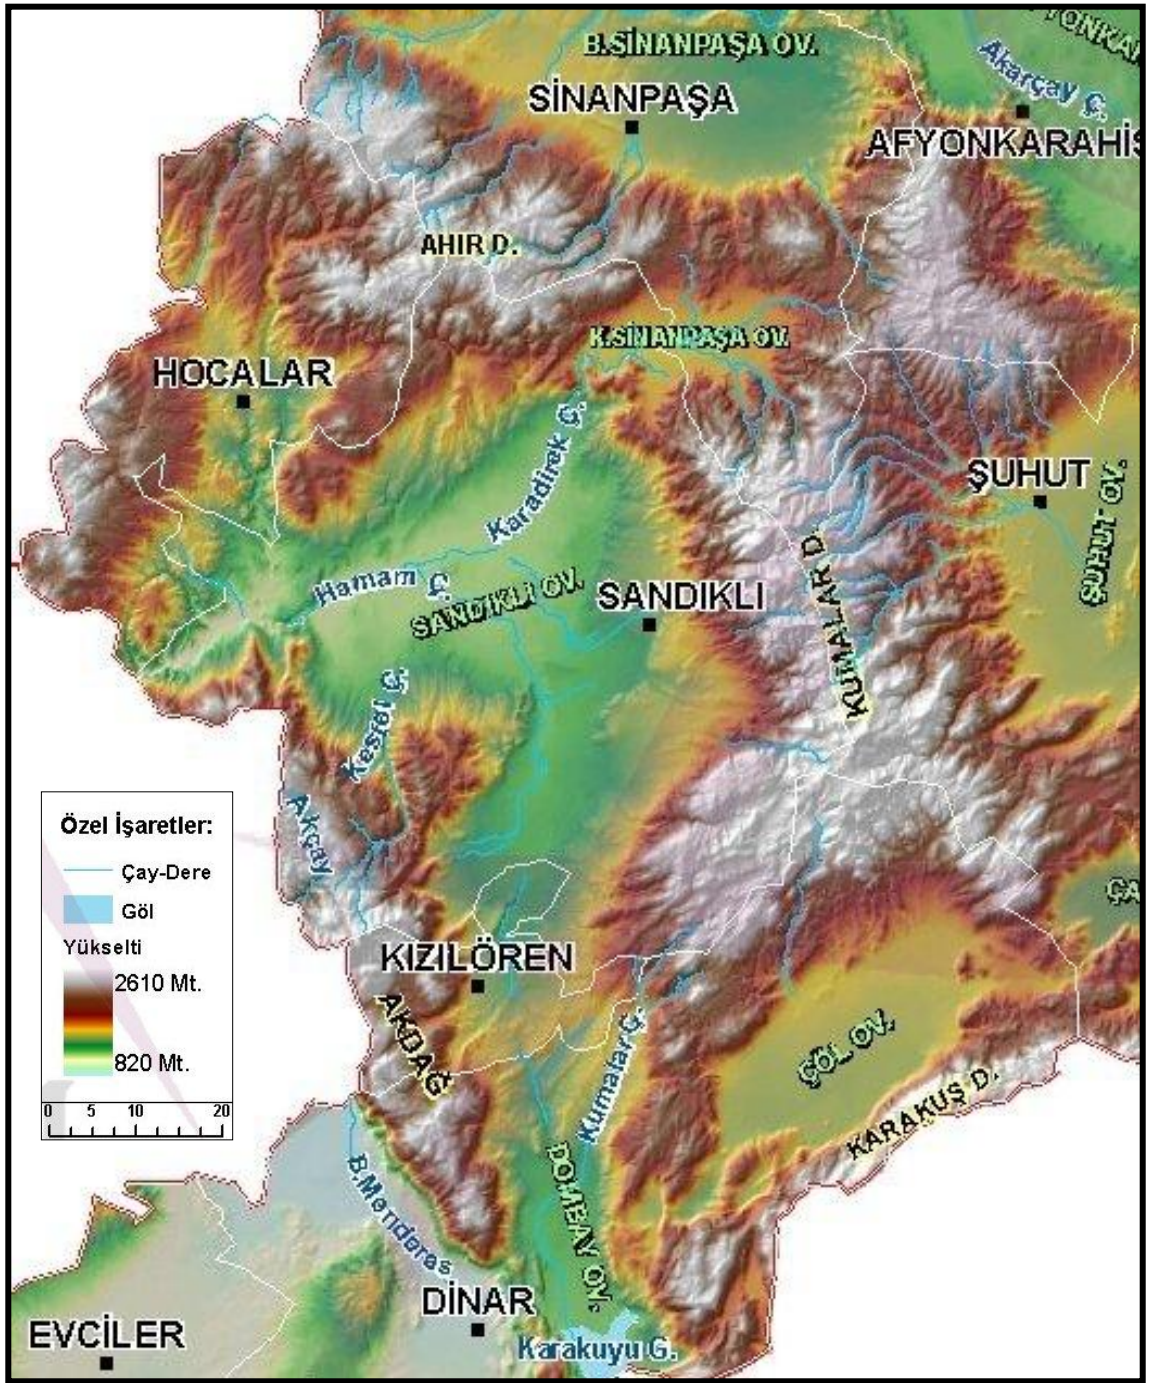 B.SİNANPAŞA OV.
SİNANPAŞA
Akarçay Ç.
AFYONKARAHİS
AHIR D.
K.SİNANPAŞA OV.
HOCALAR
Karadirek Ç.
ŞUHUT
ŞUHUT OV.
Hamam Ç.
SANDIKLI OV.
SANDIKLI
KUMALLAR D.
Kestel Ç.
Akçay
Özel İşaretler:
Çay-Dere
Göl
Yükselti
2610 Mt.
820 Mt.
0 5 10 20
ÇA
KIZILÖREN
AKDAĞ
Kumalar Ç.
ÇÖL OV.
KARAKUŞ D.
B.Menderes
DOMBAY OV.
DİNAR
EVCİLER
Karakuyu G.